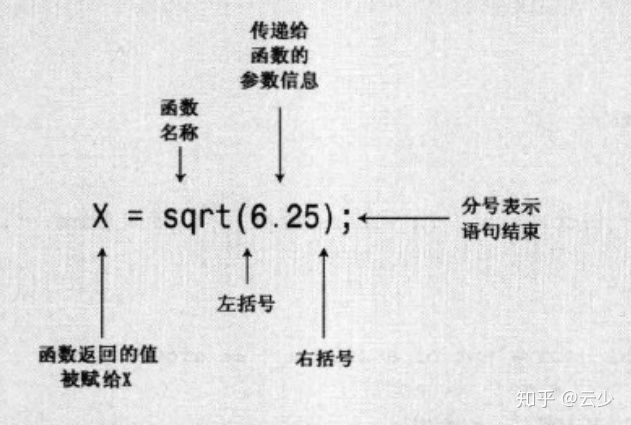 传递给
函数的
参数信息
函数
名称
X = sqrt(6.25);
分号表示
语句结束
左括号
右括号
函数返回的值
被赋给X
知乎 @云少